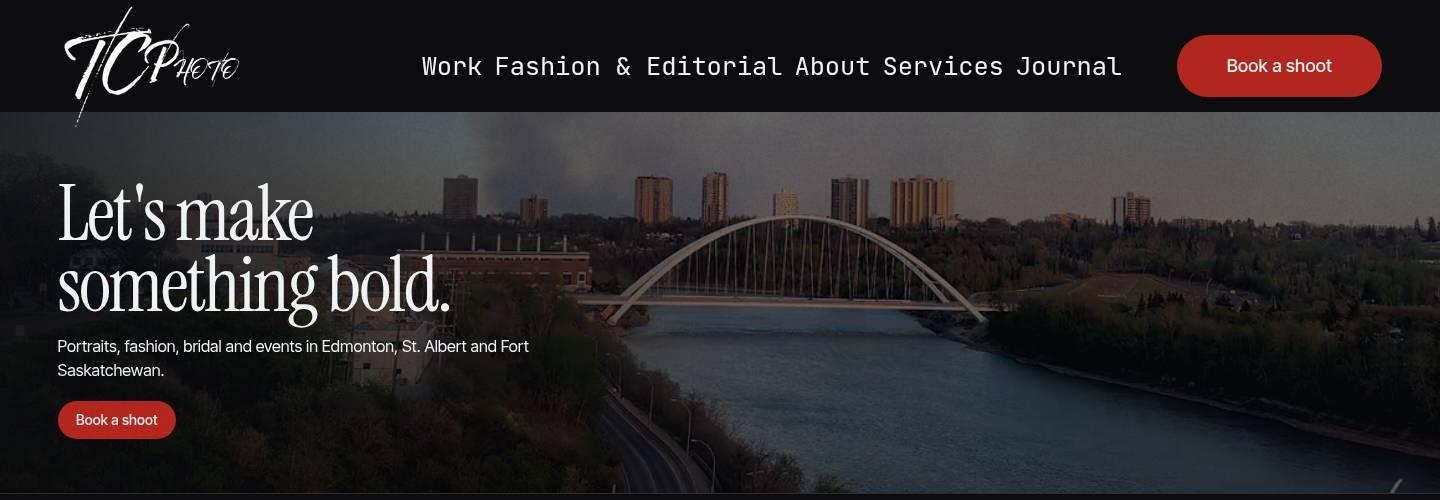 TCPHOTO
Work Fashion & Editorial About Services Journal
Book a shoot
Let's make
something bold.
Portraits, fashion, bridal and events in Edmonton, St. Albert and Fort
Saskatchewan.
Book a shoot